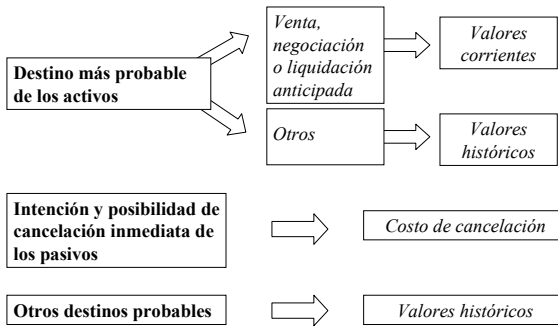 Destino más probable
de los activos
Venta,
negociación
o liquidación
anticipada
Valores
corrientes
Otros
Valores
históricos
Intención y posibilidad de
cancelación inmediata de
los pasivos
Costo de cancelación
Otros destinos probables
Valores históricos